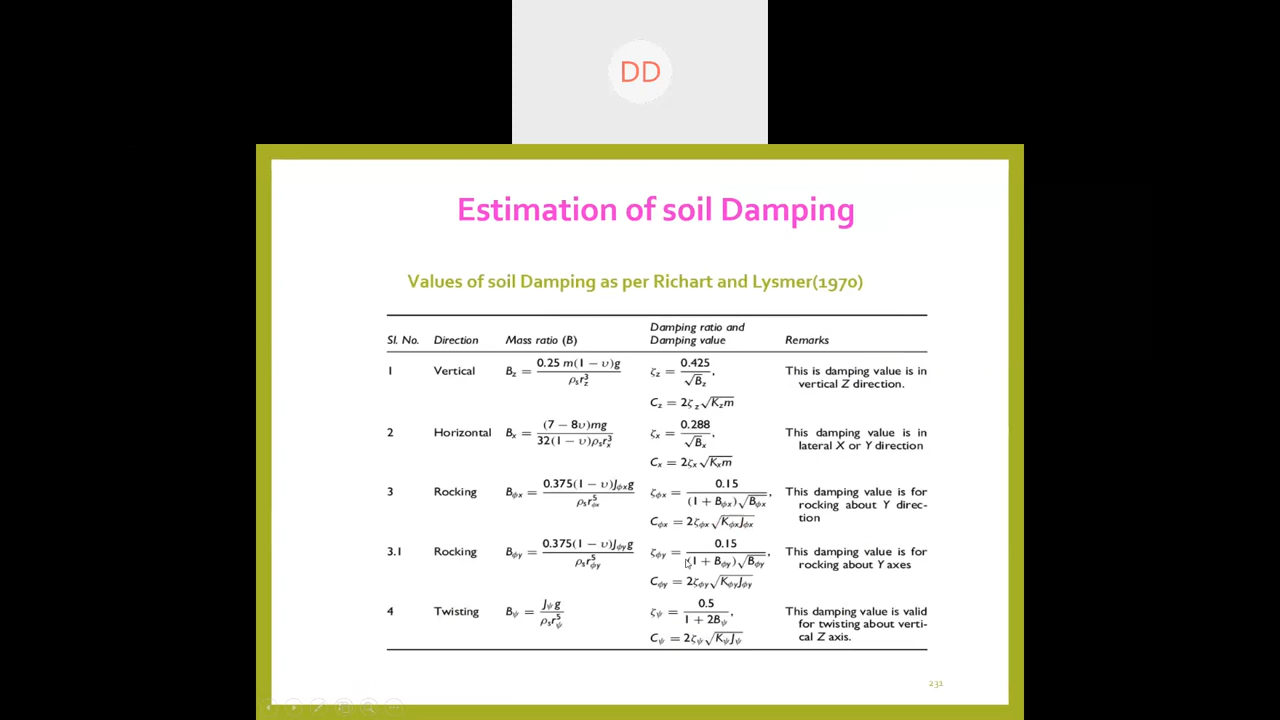 DD
Estimation of soil Damping
Values of soil Damping as per Richart and Lysmer(1970)
Sl. No. Direction Mass ratio (B) Damping ratio and Damping value Remarks
1 Vertical B_z = 0.25 m(1 − υ)g / ρ_s r_z^3 ζ_z = 0.425 / √B_z, This is damping value is in vertical Z direction.
C_z = 2ζ_z √K_z m
2 Horizontal B_x = (7 − 8υ)mg / 32(1 − υ)ρ_s r_x^3 ζ_x = 0.288 / √B_x, This damping value is in lateral X or Y direction
C_x = 2ζ_x √K_x m
3 Rocking B_φx = 0.375(1 − υ)J_φx g / ρ_s r_φx^5 ζ_φx = 0.15 / (1 + B_φx)√B_φx, This damping value is for rocking about Y direc-tion
C_φx = 2ζ_φx √K_φx J_φx
3.1 Rocking B_φy = 0.375(1 − υ)J_φy g / ρ_s r_φy^5 ζ_φy = 0.15 / (1 + B_φy)√B_φy, This damping value is for rocking about Y axes
C_φy = 2ζ_φy √K_φy J_φy
4 Twisting B_ψ = J_ψ g / ρ_s r_ψ^5 ζ_ψ = 0.5 / 1 + 2B_ψ, This damping value is valid for twisting about verti-cal Z axis.
C_ψ = 2ζ_ψ √K_ψ J_ψ
231